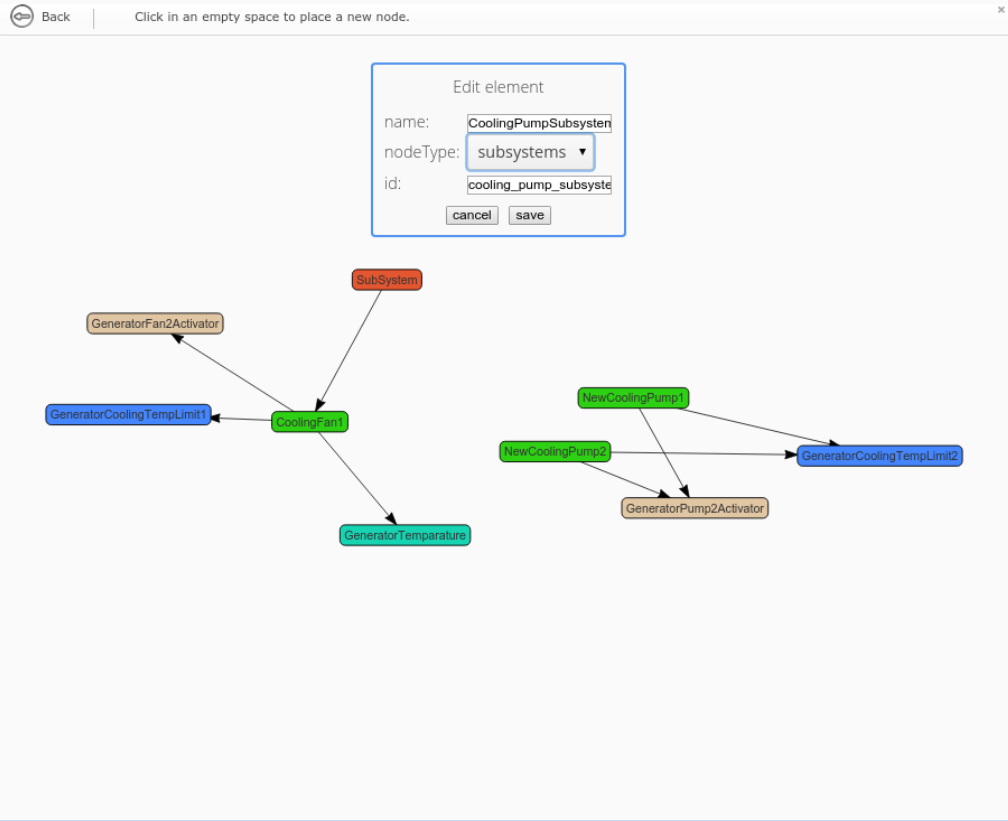 Back
Click in an empty space to place a new node.
Edit element
name: CoolingPumpSubsystem
nodeType: subsystems
id: cooling_pump_subsyste
cancel save
SubSystem
GeneratorFan2Activator
NewCoolingPump1
GeneratorCoolingTempLimit1
CoolingFan1
NewCoolingPump2
GeneratorCoolingTempLimit2
GeneratorPump2Activator
GeneratorTemparature